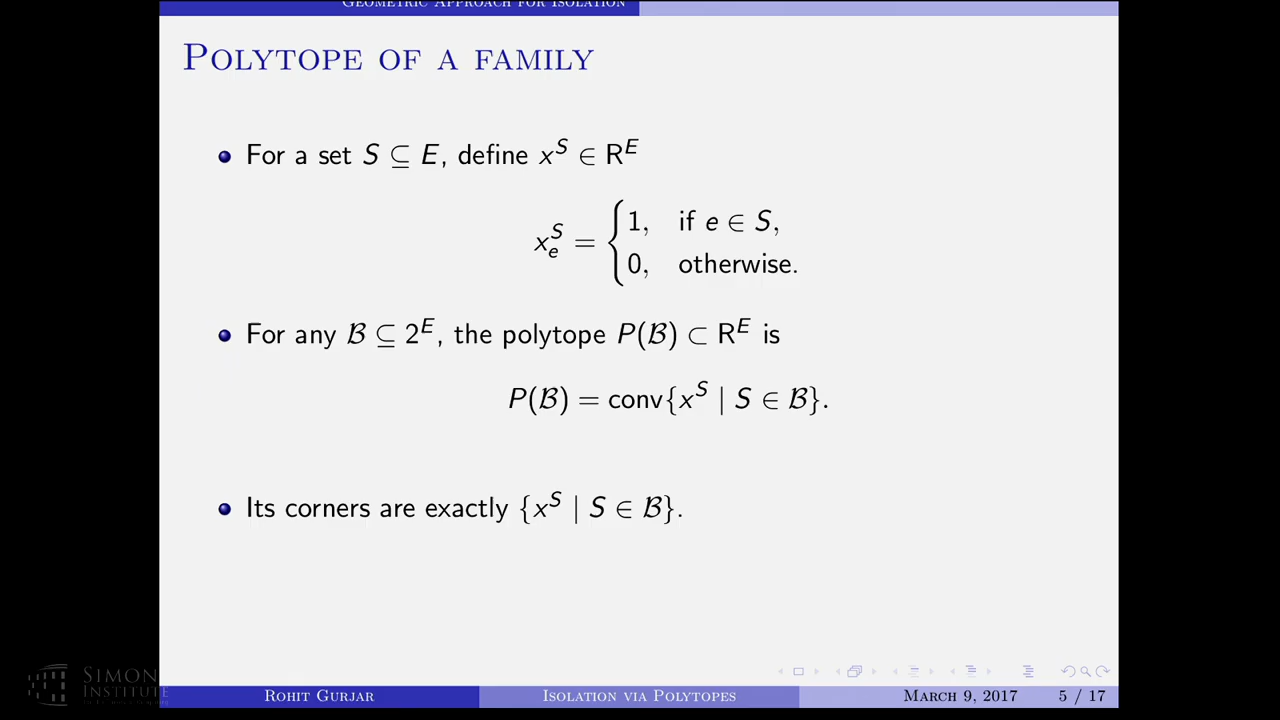 Geometric Approach for Isolation
Polytope of a family
For a set S ⊆ E, define x^S ∈ R^E
x_e^S = { 1, if e ∈ S,
0, otherwise.
For any B ⊆ 2^E, the polytope P(B) ⊂ R^E is
P(B) = conv{x^S | S ∈ B}.
Its corners are exactly {x^S | S ∈ B}.
Simons
Institute
Rohit Gurjar Isolation via Polytopes March 9, 2017 5 / 17